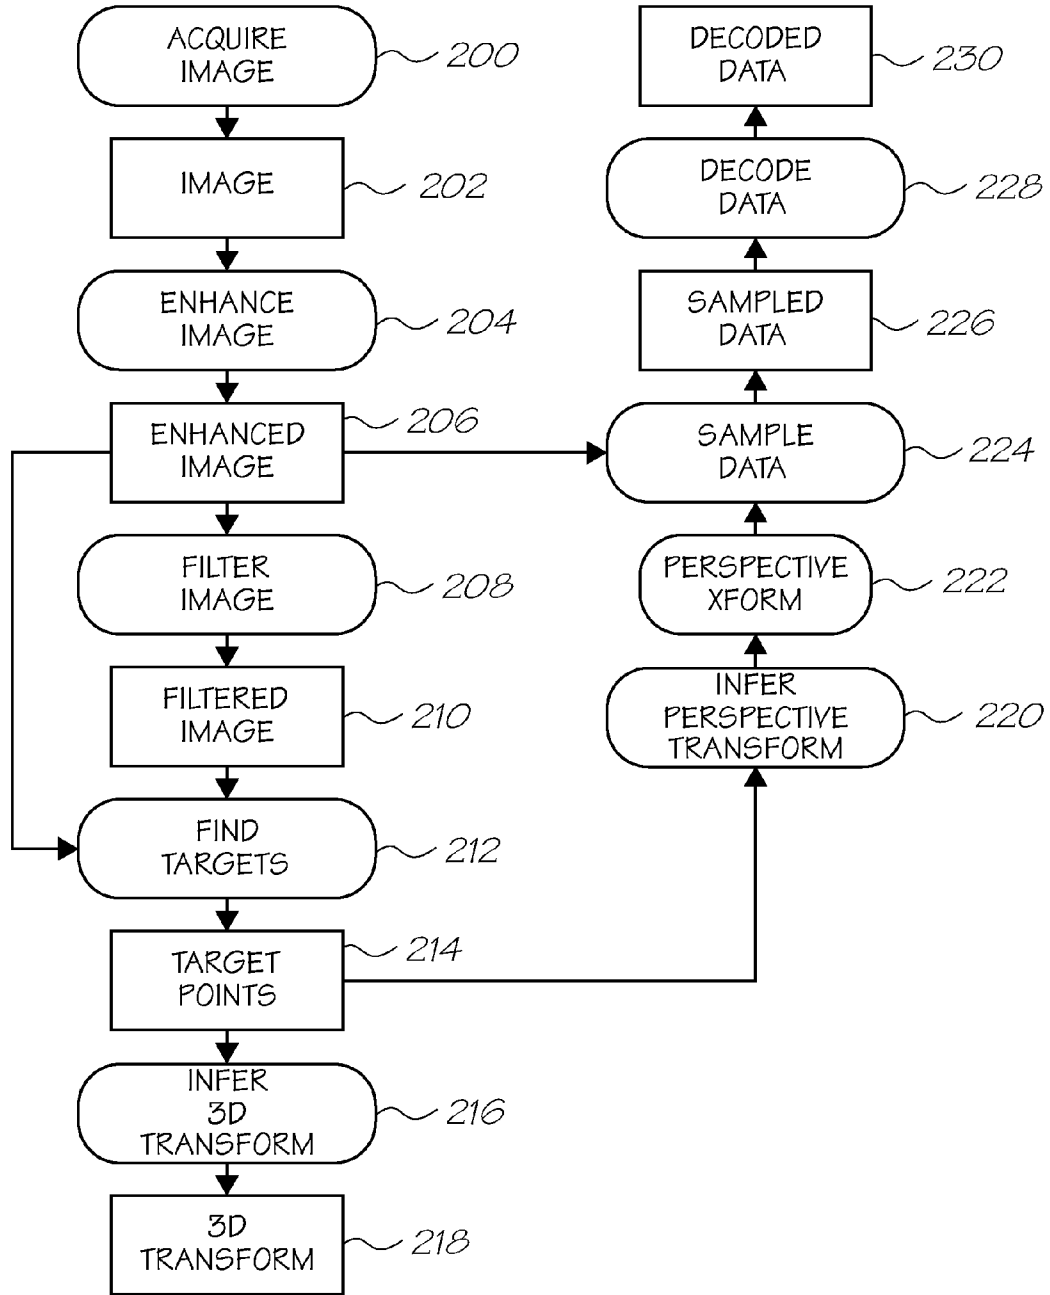 ACQUIRE
IMAGE
200
IMAGE
202
ENHANCE
IMAGE
204
ENHANCED
IMAGE
206
FILTER
IMAGE
208
FILTERED
IMAGE
210
FIND
TARGETS
212
TARGET
POINTS
214
INFER
3D
TRANSFORM
216
3D
TRANSFORM
218
DECODED
DATA
230
DECODE
DATA
228
SAMPLED
DATA
226
SAMPLE
DATA
224
PERSPECTIVE
XFORM
222
INFER
PERSPECTIVE
TRANSFORM
220